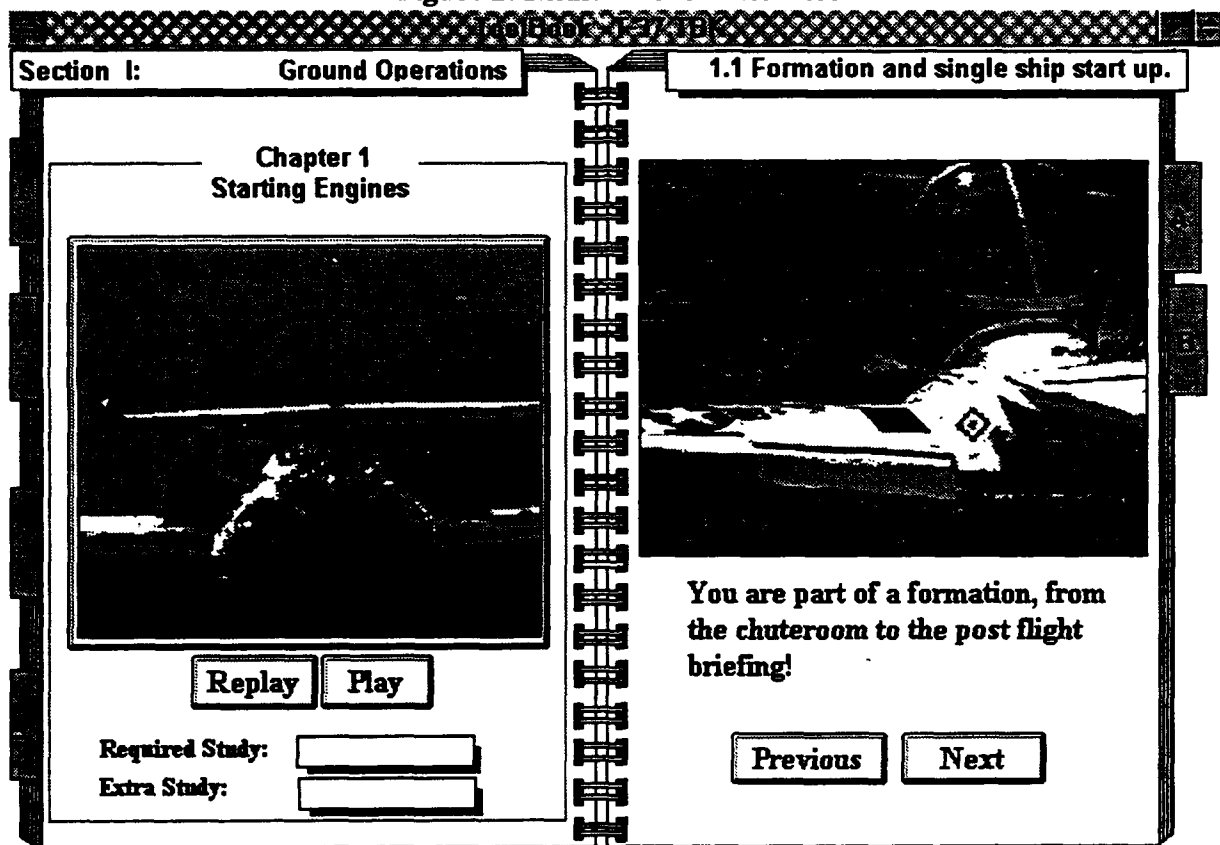 Section I: Ground Operations
1.1 Formation and single ship start up.
Chapter 1
Starting Engines
Replay
Play
Required Study:
Extra Study:
You are part of a formation, from
the chuteroom to the post flight
briefing!
Previous
Next